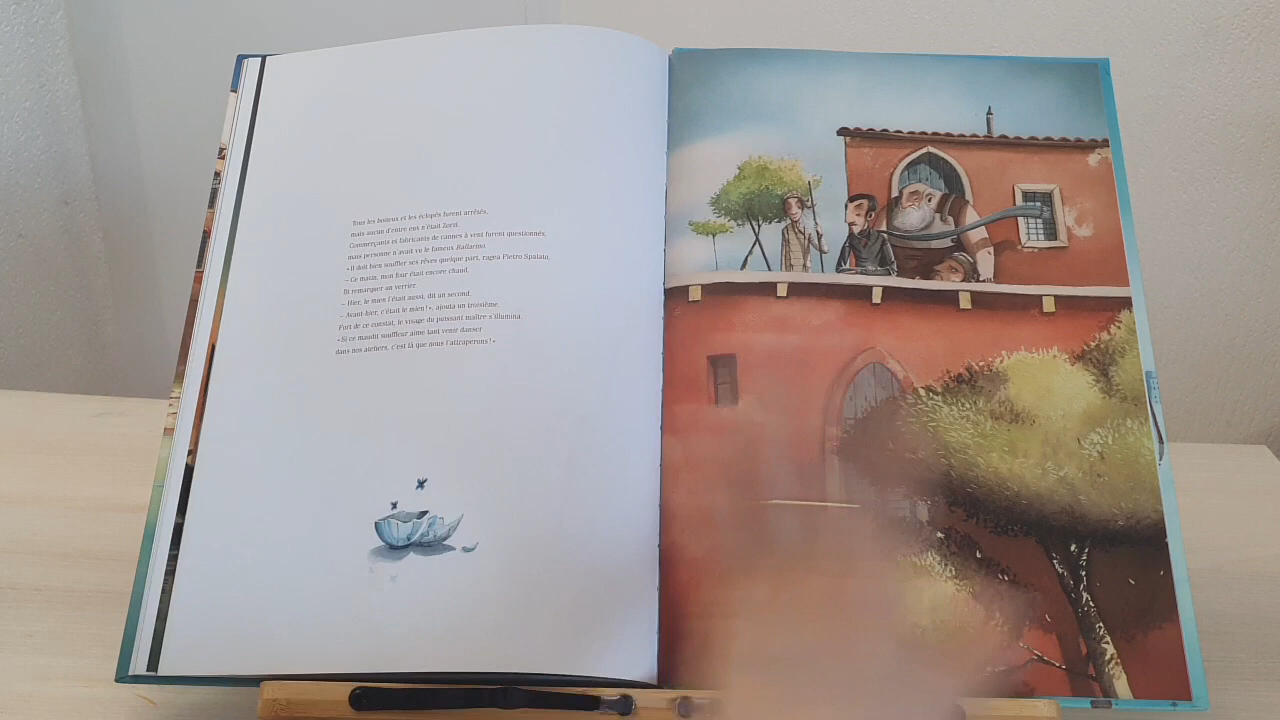 Tous les boiteux et les éclopés furent arrêtés,
mais aucun d'entre eux n'était Zorzi.
Commerçants et fabricants de cannes à vent furent questionnés,
mais personne n'avait vu le fameux Ballarino.
« Il doit bien souffler ses rêves quelque part, ragea Pietro Spalato,
– Ce matin, mon four était encore chaud,
fit remarquer un verrier.
– Hier, le mien l'était aussi, dit un second.
– Avant-hier, c'était le mien ! », ajouta un troisième.
Fort de ce constat, le visage du puissant maître s'illumina.
« Si ce maudit souffleur aime tant venir danser
dans nos ateliers, c'est là que nous l'attraperons ! »